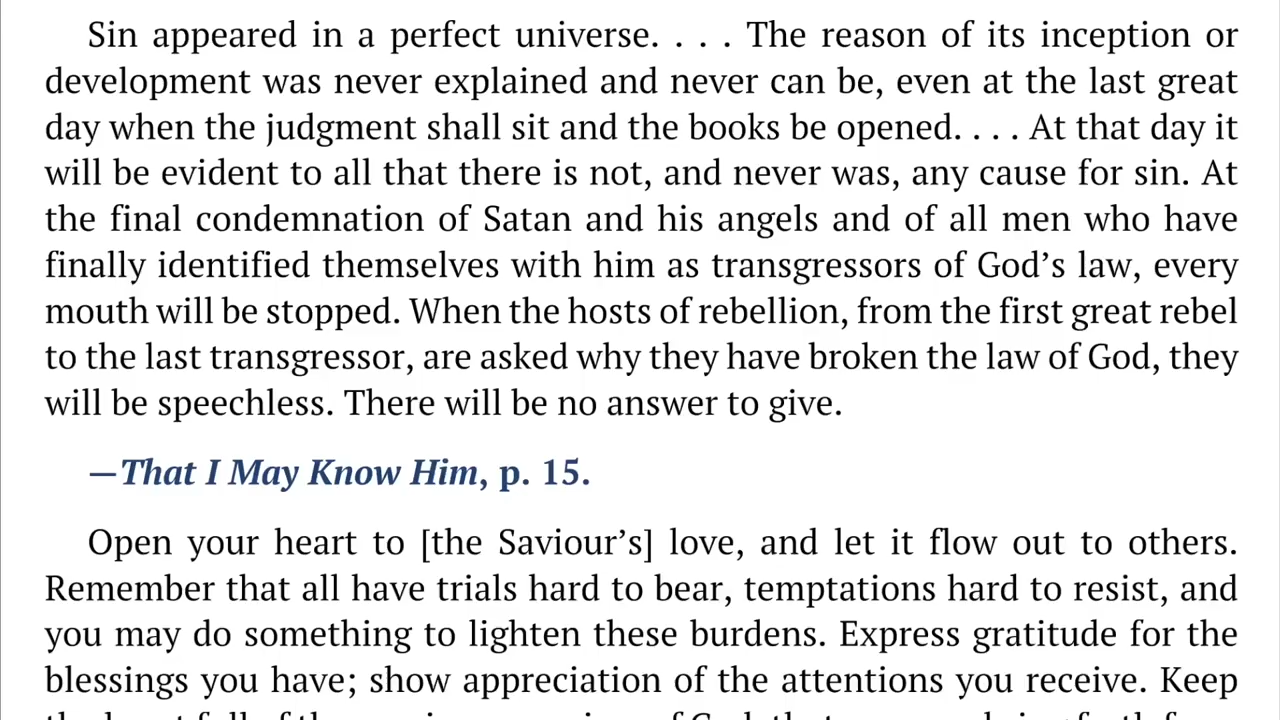 Sin appeared in a perfect universe. . . . The reason of its inception or
development was never explained and never can be, even at the last great
day when the judgment shall sit and the books be opened. . . . At that day it
will be evident to all that there is not, and never was, any cause for sin. At
the final condemnation of Satan and his angels and of all men who have
finally identified themselves with him as transgressors of God’s law, every
mouth will be stopped. When the hosts of rebellion, from the first great rebel
to the last transgressor, are asked why they have broken the law of God, they
will be speechless. There will be no answer to give.
—That I May Know Him, p. 15.
Open your heart to [the Saviour’s] love, and let it flow out to others.
Remember that all have trials hard to bear, temptations hard to resist, and
you may do something to lighten these burdens. Express gratitude for the
blessings you have; show appreciation of the attentions you receive. Keep